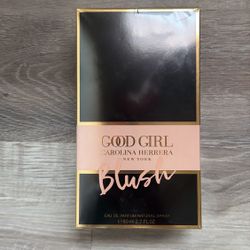 GOOD GIRL
CAROLINA HERRERA
NEW YORK
Blush
EAU DE PARFUM NATURAL SPRAY